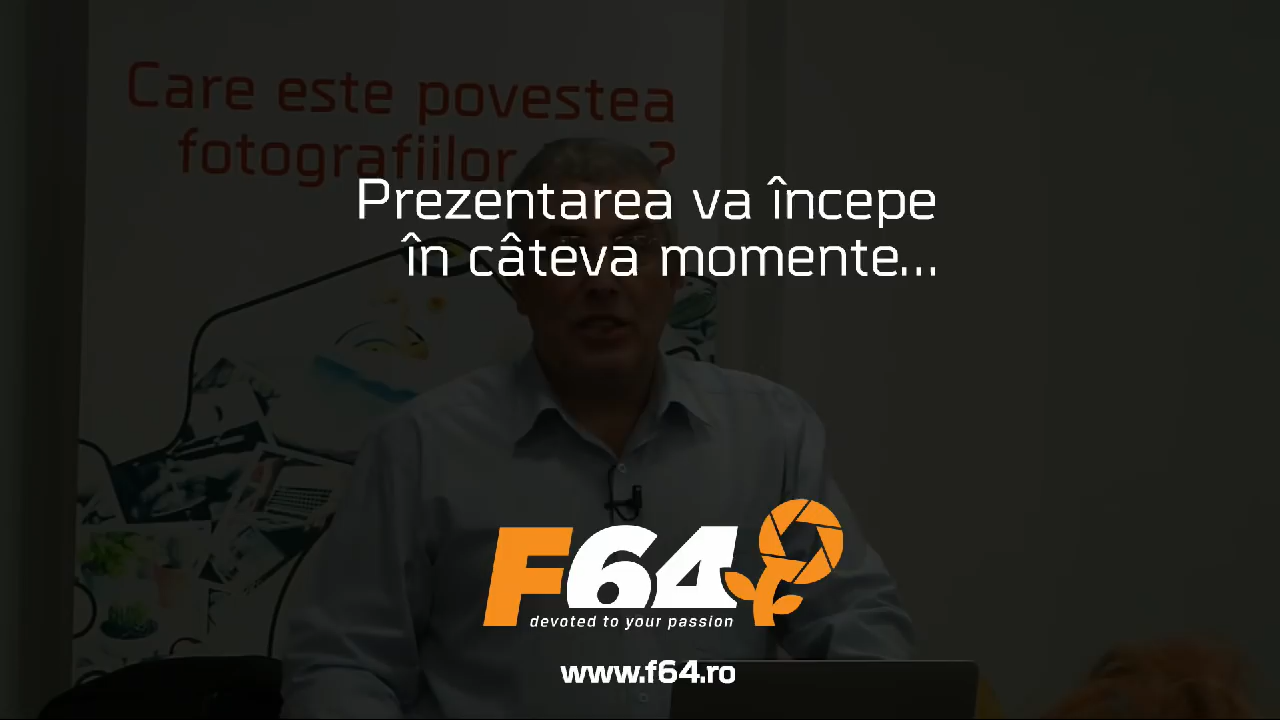 Care este povestea
fotografiilor ?
Prezentarea va începe
în câteva momente...
F64
devoted to your passion
www.f64.ro